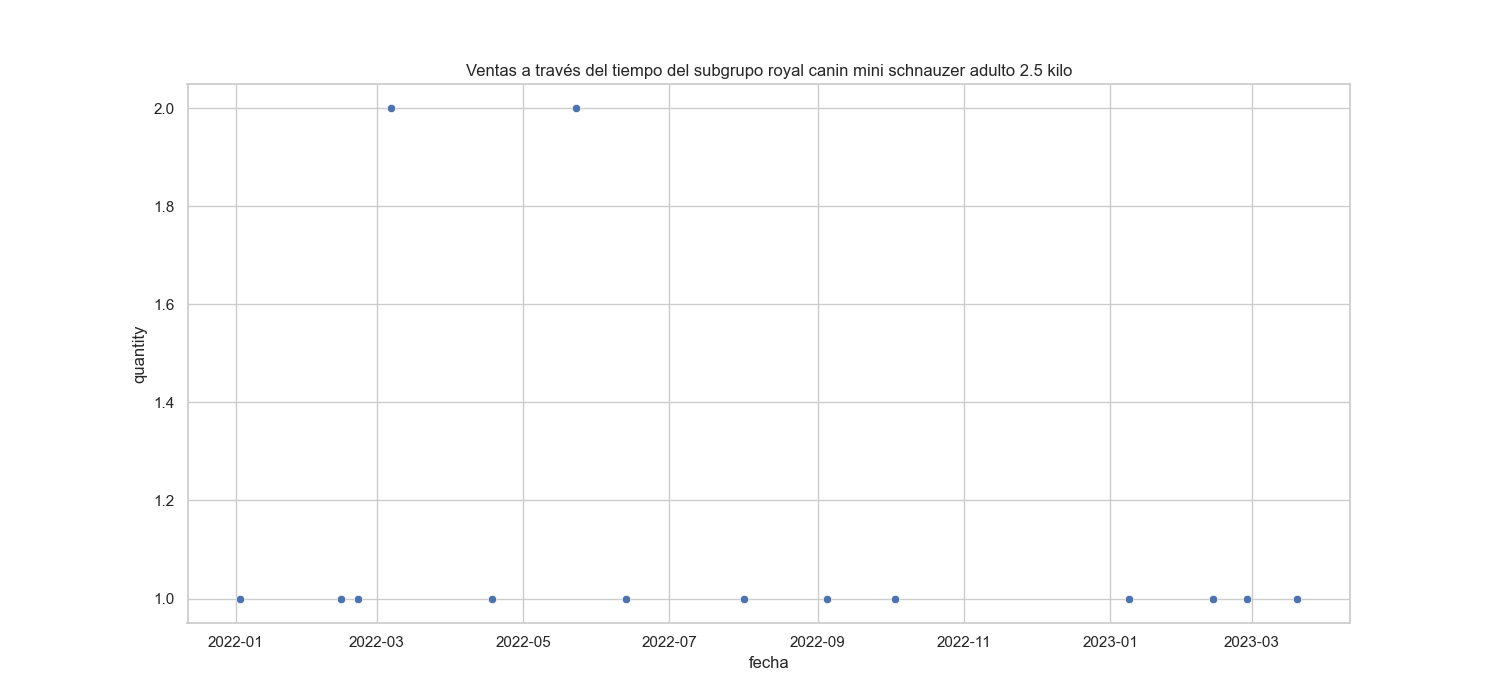 Ventas a través del tiempo del subgrupo royal canin mini schnauzer adulto 2.5 kilo
2.0
1.8
1.6
1.4
1.2
1.0
quantity
2022-01 2022-03 2022-05 2022-07 2022-09 2022-11 2023-01 2023-03
fecha